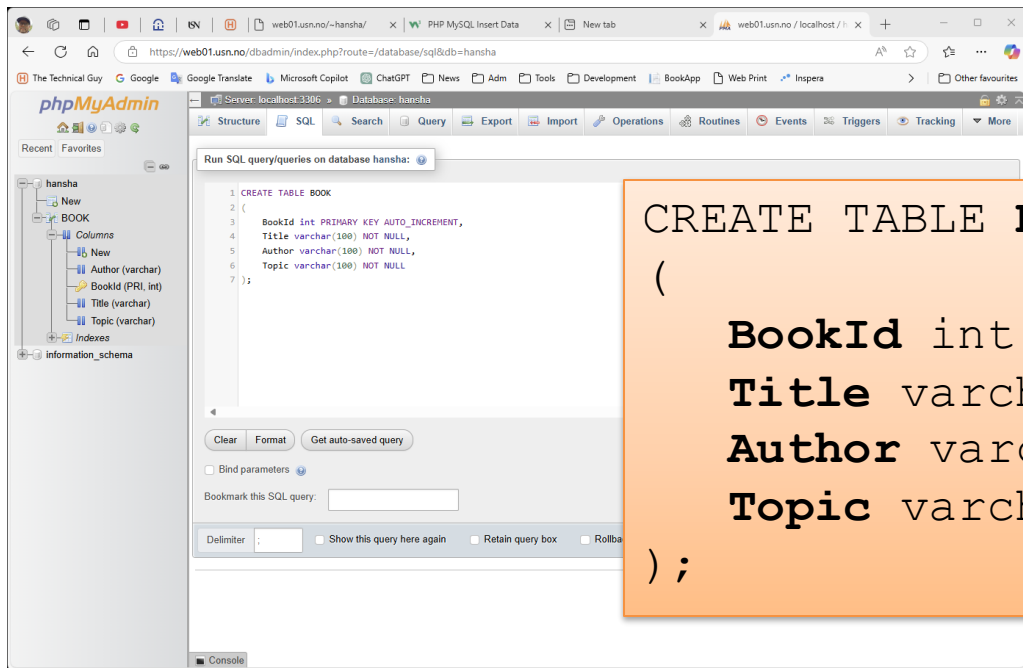 web01.usn.no/~hansha/
PHP MySQL Insert Data
New tab
web01.usn.no / localhost / h
https://web01.usn.no/dbadmin/index.php?route=/database/sql&db=hansha
The Technical Guy
Google
Google Translate
Microsoft Copilot
ChatGPT
News
Adm
Tools
Development
BookApp
Web Print
Inspera
Other favourites
phpMyAdmin
Recent
Favorites
hansha
New
BOOK
Columns
New
Author (varchar)
BookId (PRI, int)
Title (varchar)
Topic (varchar)
Indexes
information_schema
Server: localhost:3306 » Database: hansha
Structure
SQL
Search
Query
Export
Import
Operations
Routines
Events
Triggers
Tracking
More
Run SQL query/queries on database hansha:
1 CREATE TABLE BOOK
2 (
3 BookId int PRIMARY KEY AUTO_INCREMENT,
4 Title varchar(100) NOT NULL,
5 Author varchar(100) NOT NULL,
6 Topic varchar(100) NOT NULL
7 );
Clear
Format
Get auto-saved query
Bind parameters
Bookmark this SQL query:
Delimiter ;
Show this query here again
Retain query box
Rollba
Console
CREATE TABLE
(
BookId int
Title varch
Author varc
Topic varch
);